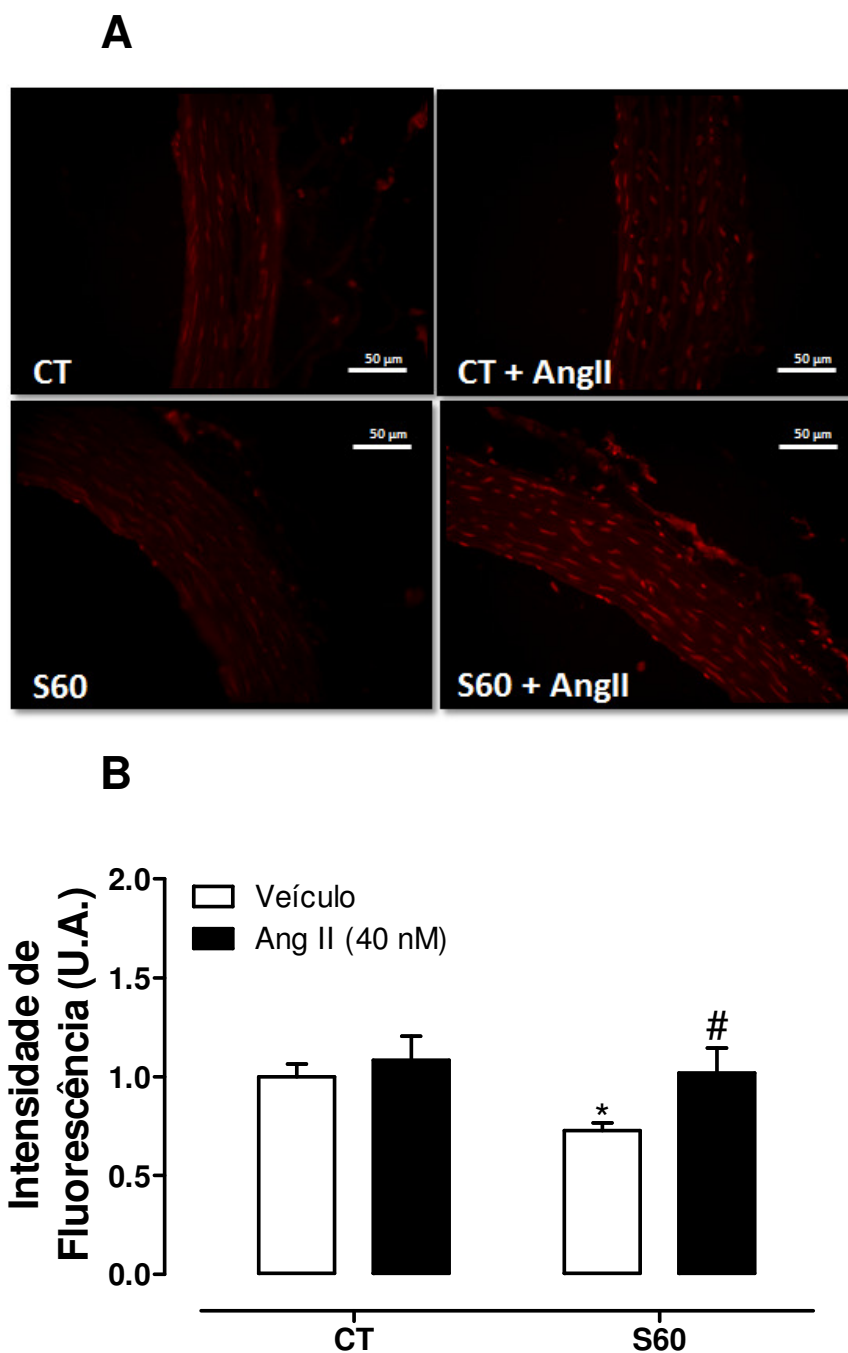 A
50 µm
CT
50 µm
CT + AngII
50 µm
S60
50 µm
S60 + AngII
B
Intensidade de
Fluorescência (U.A.)
2.0
1.5
1.0
0.5
0.0
Veículo
Ang II (40 nM)
*
#
CT
S60